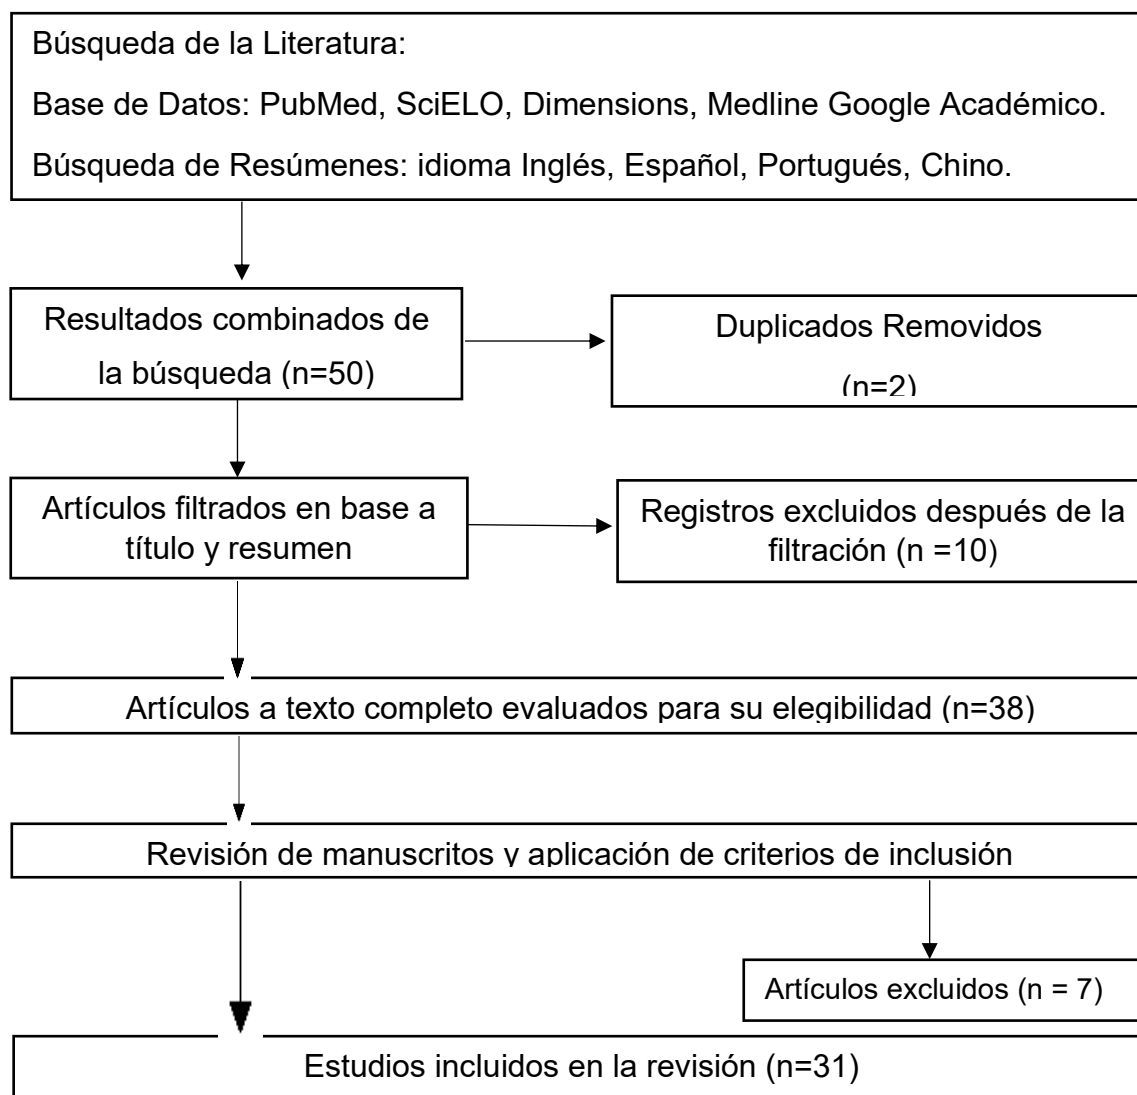 Búsqueda de la Literatura:
Base de Datos: PubMed, SciELO, Dimensions, Medline Google Académico.
Búsqueda de Resúmenes: idioma Inglés, Español, Portugués, Chino.
Resultados combinados de
la búsqueda (n=50)
Duplicados Removidos
(n=2)
Artículos filtrados en base a
título y resumen
Registros excluidos después de la
filtración (n =10)
Artículos a texto completo evaluados para su elegibilidad (n=38)
Revisión de manuscritos y aplicación de criterios de inclusión
Artículos excluidos (n = 7)
Estudios incluidos en la revisión (n=31)